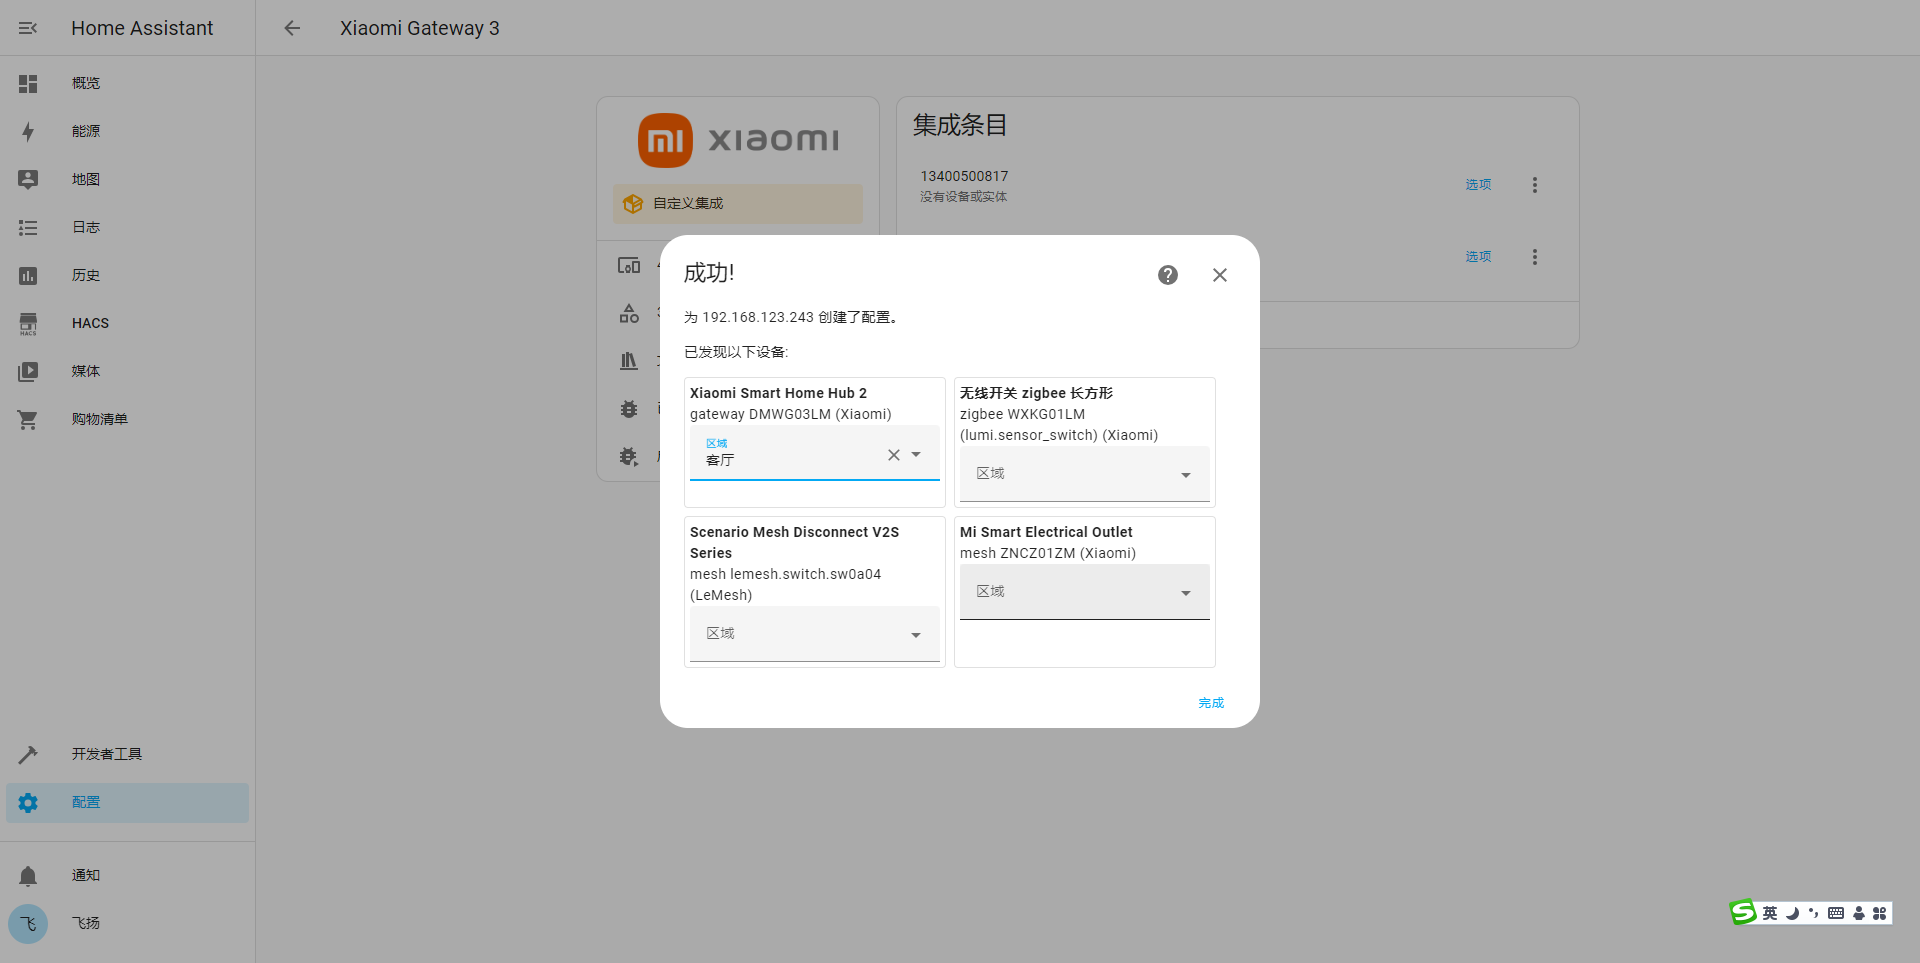 Home Assistant
Xiaomi Gateway 3
概览
能源
地图
日志
历史
HACS
HACS
媒体
购物清单
开发者工具
配置
通知
飞
飞扬
mi xiaomi
自定义集成
集成条目
13400500817
没有设备或实体
选项
选项
成功!
为 192.168.123.243 创建了配置。
已发现以下设备:
Xiaomi Smart Home Hub 2
gateway DMWG03LM (Xiaomi)
区域
客厅
无线开关 zigbee 长方形
zigbee WXKG01LM
(lumi.sensor_switch) (Xiaomi)
区域
Scenario Mesh Disconnect V2S
Series
mesh lemesh.switch.sw0a04
(LeMesh)
区域
Mi Smart Electrical Outlet
mesh ZNCZ01ZM (Xiaomi)
区域
完成
S 英